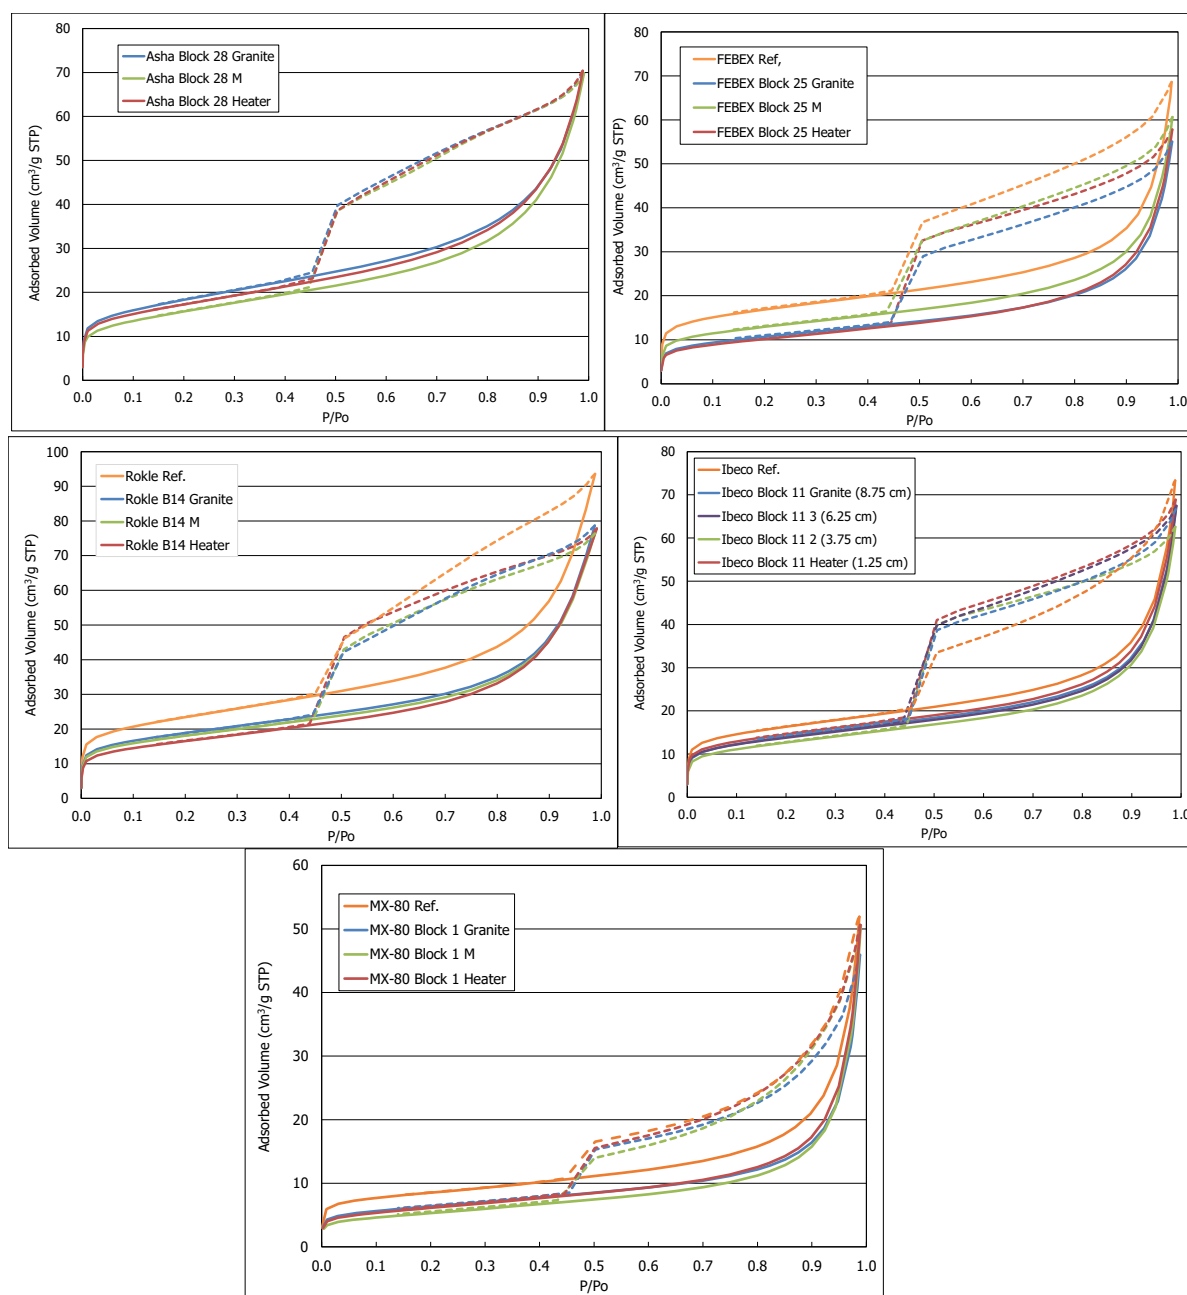 80
70
60
50
40
30
20
10
0
Adsorbed Volume (cm³/g STP)
Asha Block 28 Granite
Asha Block 28 M
Asha Block 28 Heater
0.0 0.1 0.2 0.3 0.4 0.5 0.6 0.7 0.8 0.9 1.0
P/Po
80
70
60
50
40
30
20
10
0
Adsorbed Volume (cm³/g STP)
FEBEX Ref,
FEBEX Block 25 Granite
FEBEX Block 25 M
FEBEX Block 25 Heater
0.0 0.1 0.2 0.3 0.4 0.5 0.6 0.7 0.8 0.9 1.0
P/Po
100
90
80
70
60
50
40
30
20
10
0
Adsorbed Volume (cm³/g STP)
Rokle Ref.
Rokle B14 Granite
Rokle B14 M
Rokle B14 Heater
0.0 0.1 0.2 0.3 0.4 0.5 0.6 0.7 0.8 0.9 1.0
P/Po
80
70
60
50
40
30
20
10
0
Adsorbed Volume (cm³/g STP)
Ibeco Ref.
Ibeco Block 11 Granite (8.75 cm)
Ibeco Block 11 3 (6.25 cm)
Ibeco Block 11 2 (3.75 cm)
Ibeco Block 11 Heater (1.25 cm)
0.0 0.1 0.2 0.3 0.4 0.5 0.6 0.7 0.8 0.9 1.0
P/Po
60
50
40
30
20
10
0
Adsorbed Volume (cm³/g STP)
MX-80 Ref.
MX-80 Block 1 Granite
MX-80 Block 1 M
MX-80 Block 1 Heater
0.0 0.1 0.2 0.3 0.4 0.5 0.6 0.7 0.8 0.9 1.0
P/Po